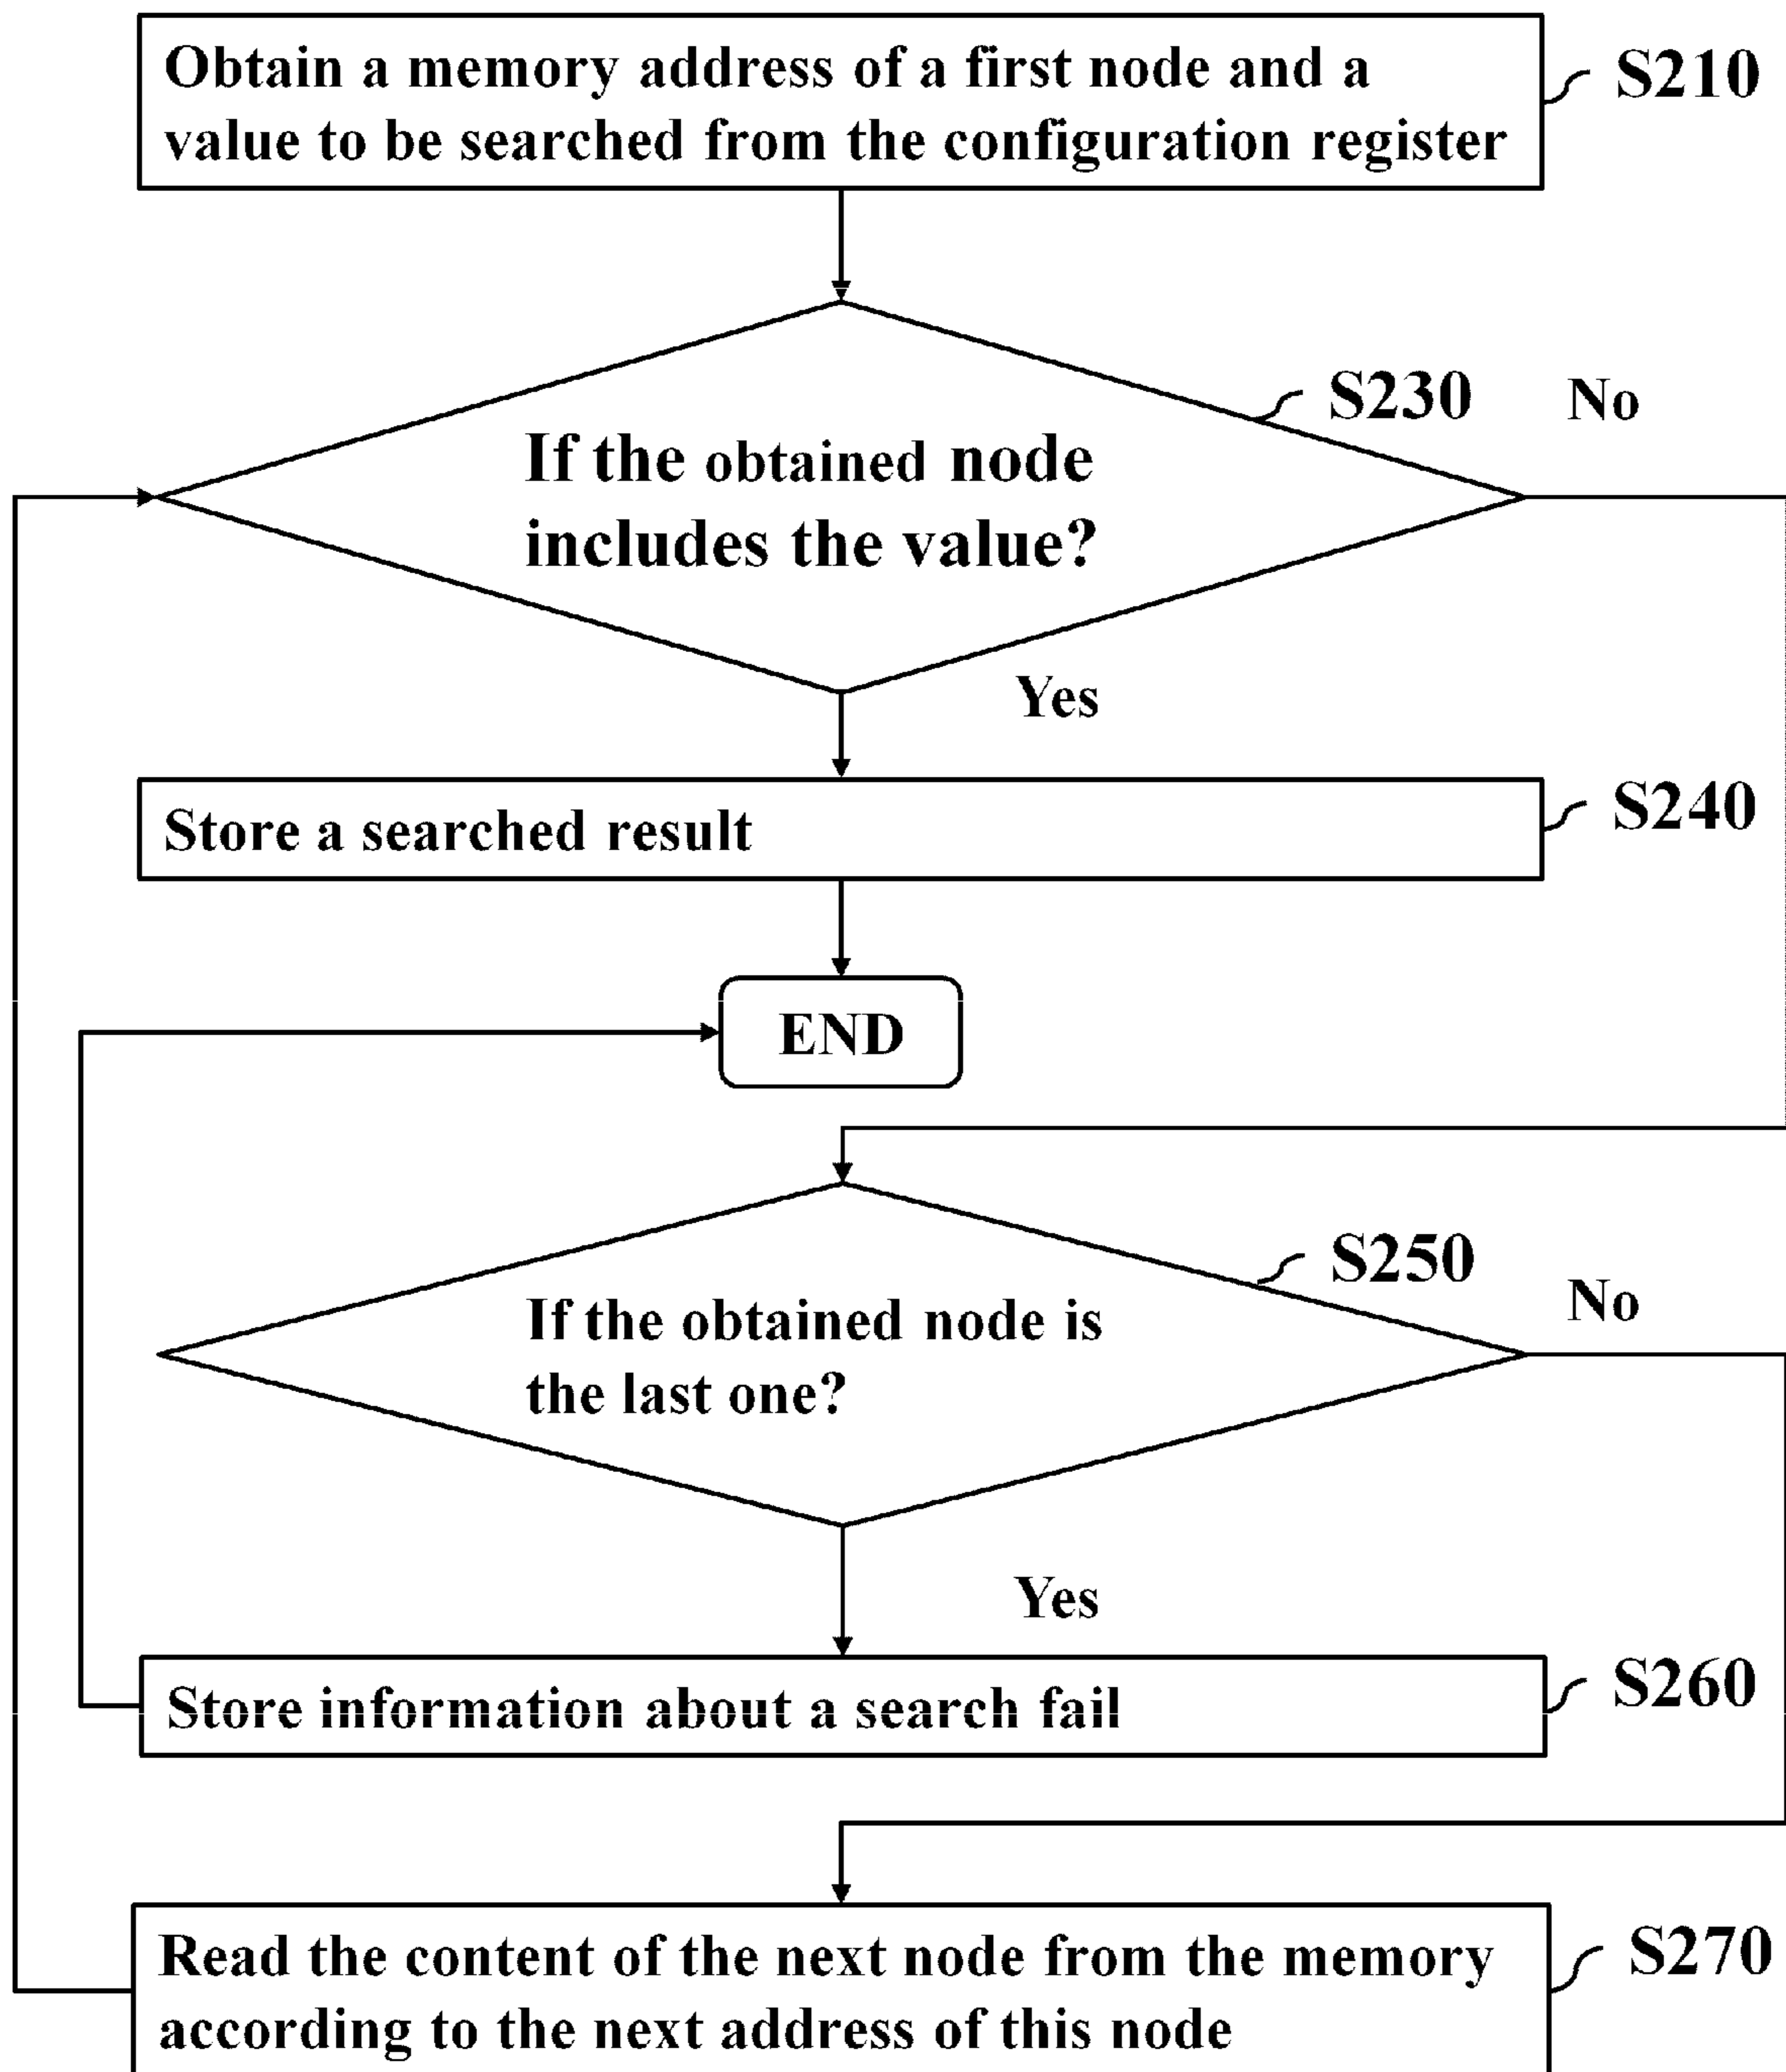 Obtain a memory address of a first node and a
value to be searched from the configuration register
S210
S230
No
If the obtained node
includes the value?
Yes
Store a searched result
S240
END
S250
No
If the obtained node is
the last one?
Yes
Store information about a search fail
S260
Read the content of the next node from the memory
according to the next address of this node
S270